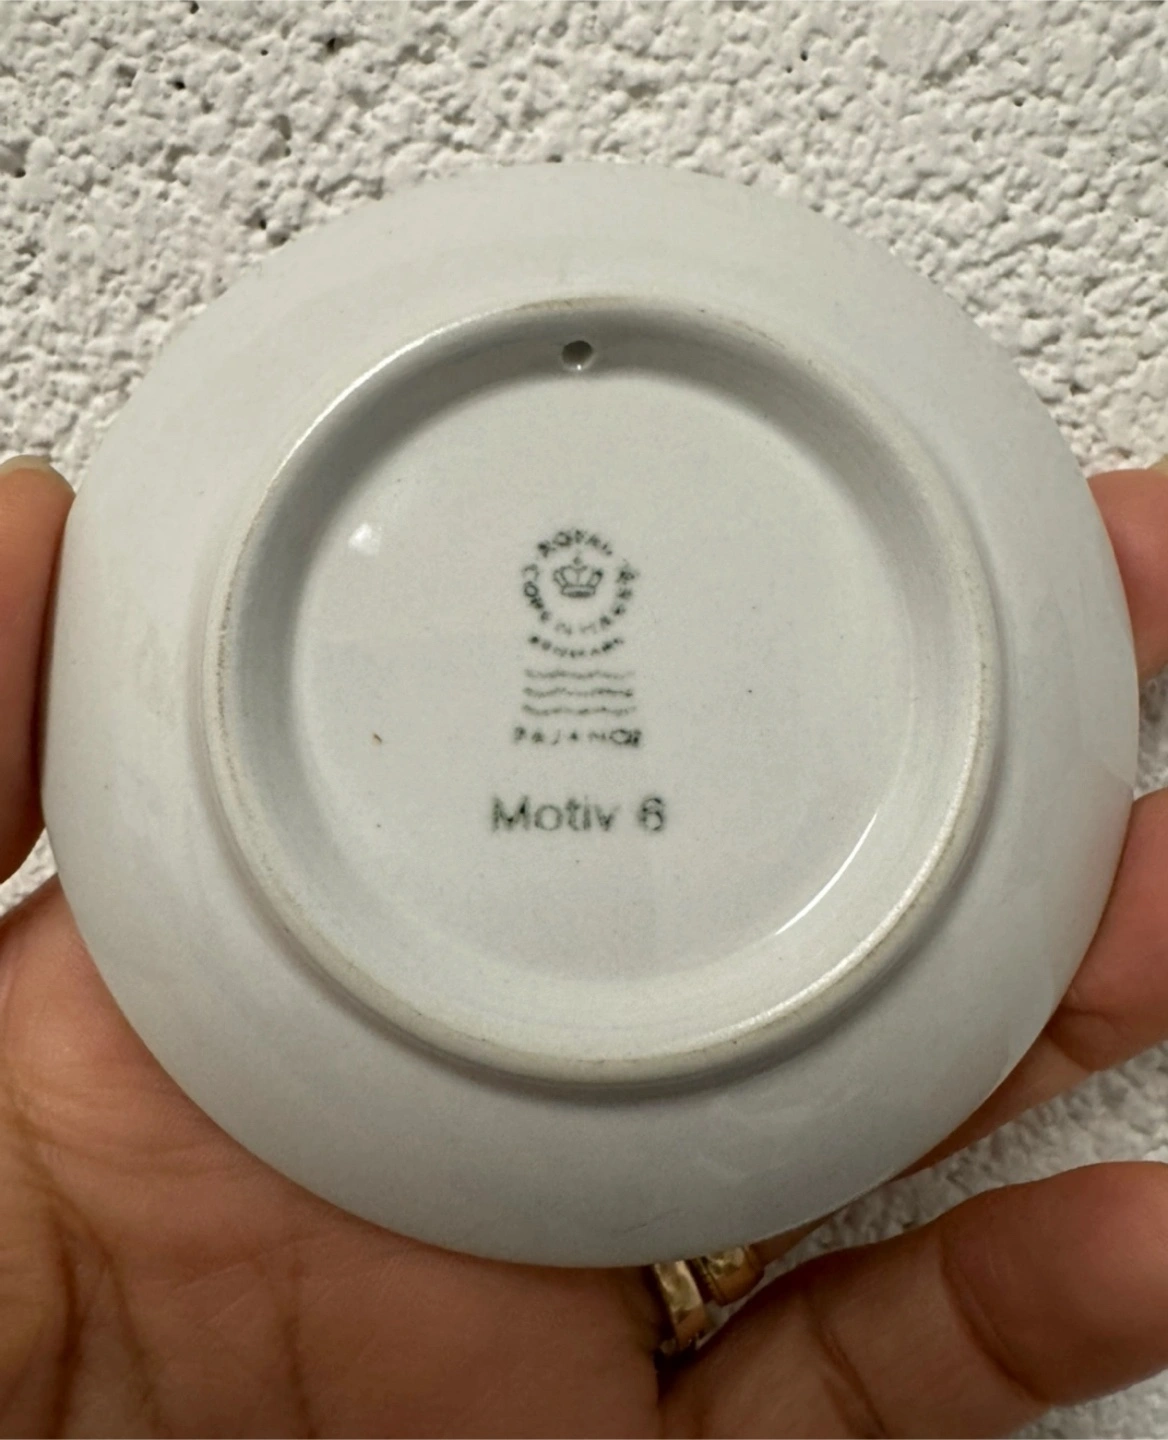 ROYAL
COPENHAGEN
DENMARK
FAJANCE
Motiv 6